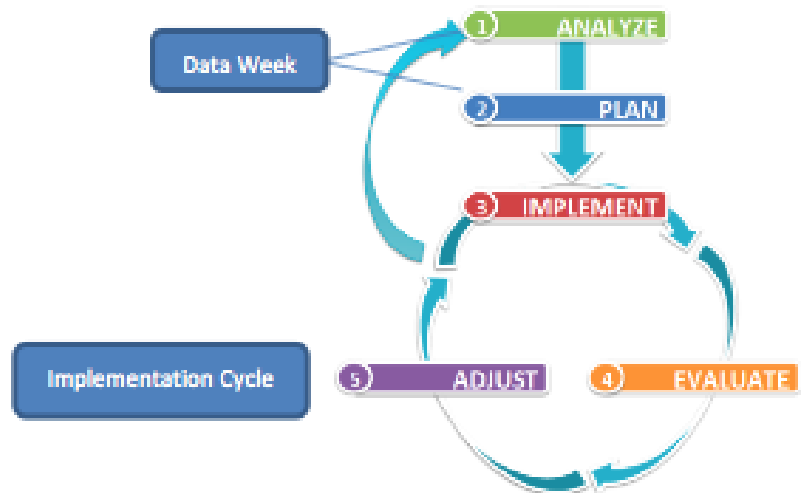 1 ANALYZE
Data Week
2 PLAN
3 IMPLEMENT
Implementation Cycle
5 ADJUST
4 EVALUATE